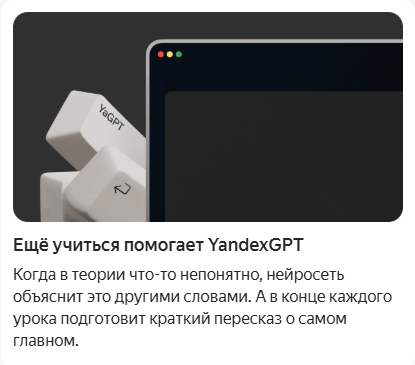 YaGPT
Ещё учиться помогает YandexGPT
Когда в теории что-то непонятно, нейросеть
объяснит это другими словами. А в конце каждого
урока подготовит краткий пересказ о самом
главном.